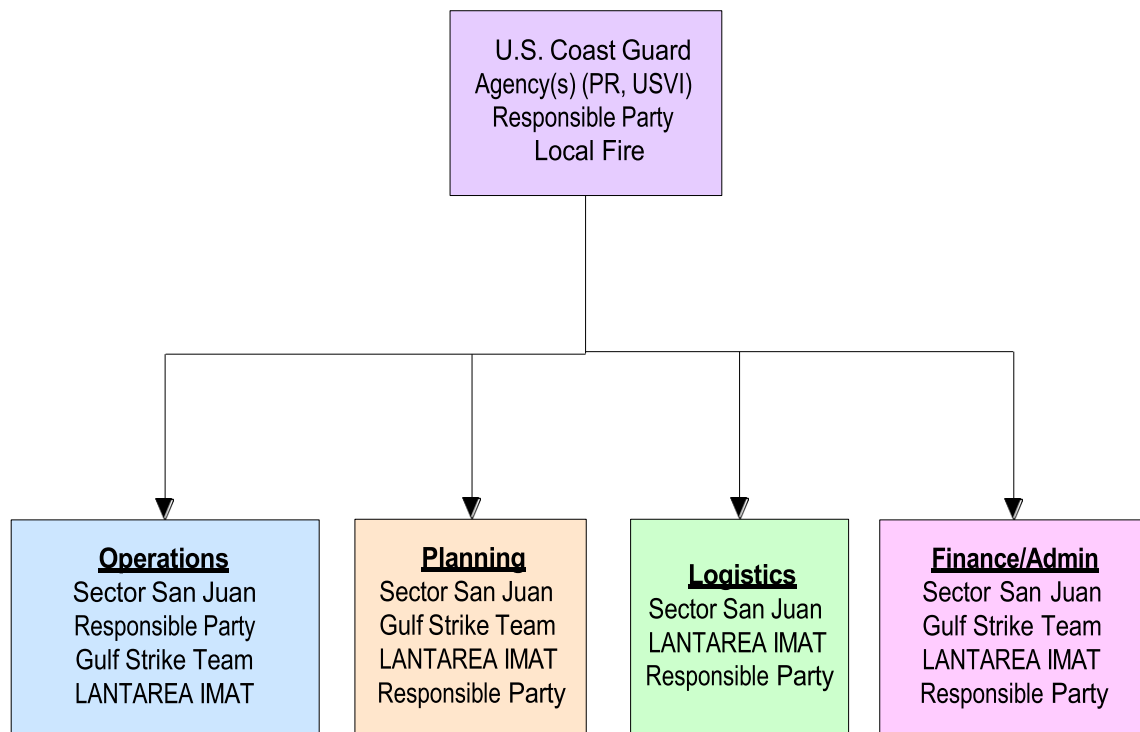 U.S. Coast Guard
Agency(s) (PR, USVI)
Responsible Party
Local Fire
Operations
Sector San Juan
Responsible Party
Gulf Strike Team
LANTAREA IMAT
Planning
Sector San Juan
Gulf Strike Team
LANTAREA IMAT
Responsible Party
Logistics
Sector San Juan
LANTAREA IMAT
Responsible Party
Finance/Admin
Sector San Juan
Gulf Strike Team
LANTAREA IMAT
Responsible Party